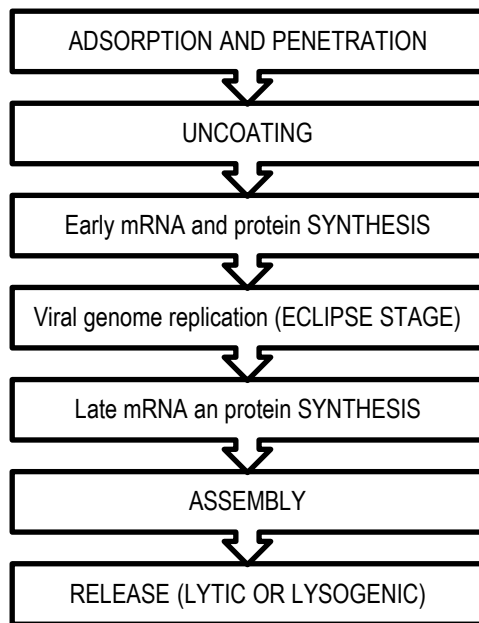 ADSORPTION AND PENETRATION
UNCOATING
Early mRNA and protein SYNTHESIS
Viral genome replication (ECLIPSE STAGE)
Late mRNA an protein SYNTHESIS
ASSEMBLY
RELEASE (LYTIC OR LYSOGENIC)